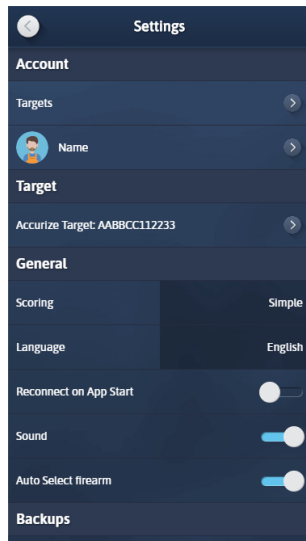 Settings
Account
Targets
Name
Target
Accurize Target: AABBCC112233
General
Scoring Simple
Language English
Reconnect on App Start
Sound
Auto Select firearm
Backups